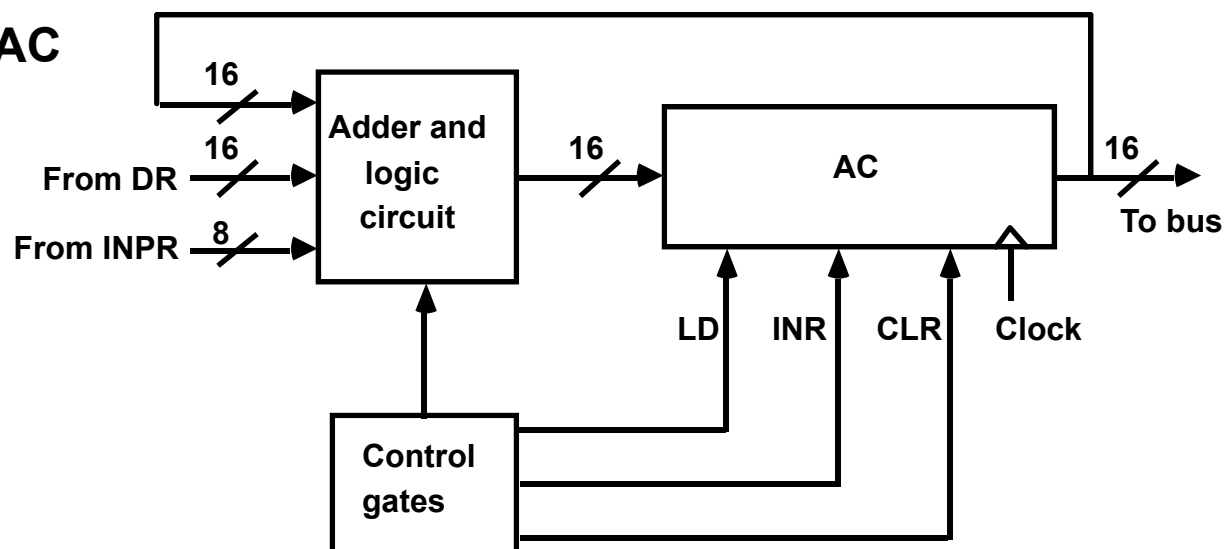 AC
16
Adder and
logic
circuit
16
From DR
8
From INPR
16
AC
16
To bus
LD
INR
CLR
Clock
Control
gates